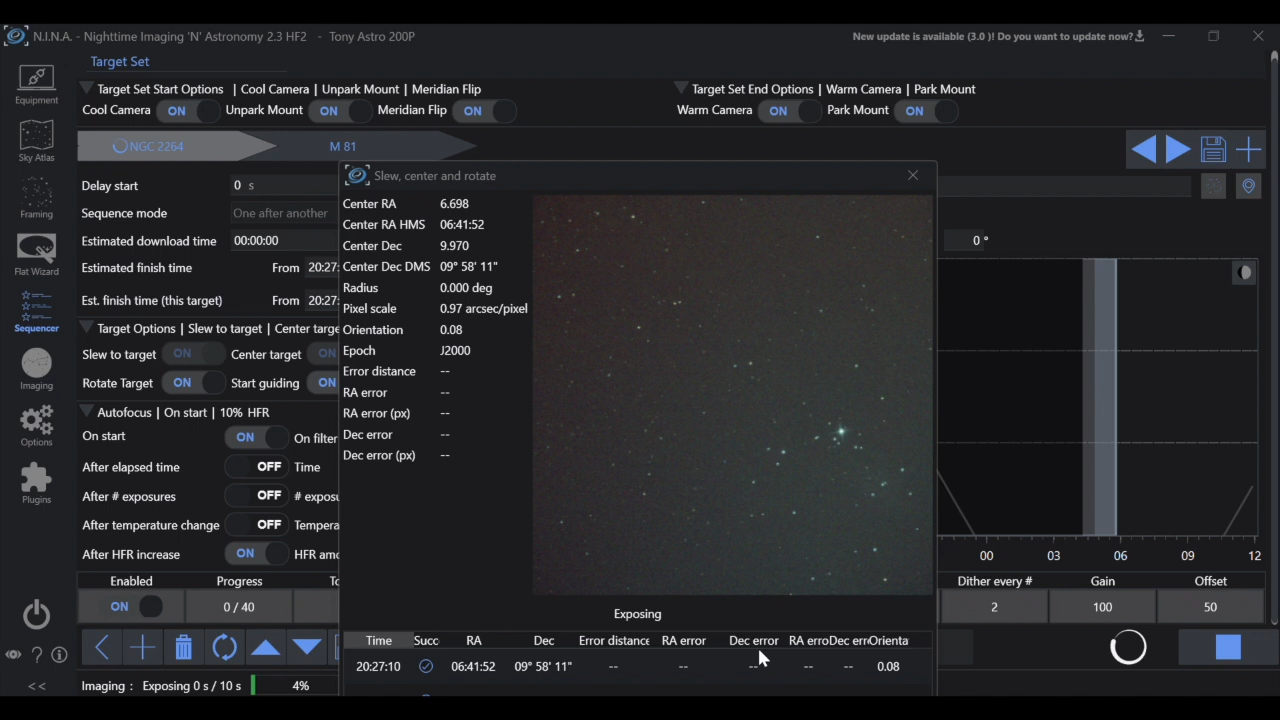 N.I.N.A. - Nighttime Imaging 'N' Astronomy 2.3 HF2 - Tony Astro 200P
New update is available (3.0 )! Do you want to update now?
Target Set
Target Set Start Options | Cool Camera | Unpark Mount | Meridian Flip
Target Set End Options | Warm Camera | Park Mount
Cool Camera ON Unpark Mount ON Meridian Flip ON
Warm Camera ON Park Mount ON
Equipment
Sky Atlas
Framing
Flat Wizard
Sequencer
Imaging
Options
Plugins
NGC 2264
M 81
Delay start 0 s
Sequence mode One after another
Estimated download time 00:00:00
Estimated finish time From 20:27:
Est. finish time (this target) From 20:27:
Target Options | Slew to target | Center targe
Slew to target ON Center target ON
Rotate Target ON Start guiding ON
Autofocus | On start | 10% HFR
On start ON On filter
After elapsed time OFF Time
After # exposures OFF # exposu
After temperature change OFF Tempera
After HFR increase ON HFR amo
Slew, center and rotate
Center RA 6.698
Center RA HMS 06:41:52
Center Dec 9.970
Center Dec DMS 09° 58' 11"
Radius 0.000 deg
Pixel scale 0.97 arcsec/pixel
Orientation 0.08
Epoch J2000
Error distance --
RA error --
RA error (px) --
Dec error --
Dec error (px) --
Exposing
Time Succ RA Dec Error distance RA error Dec error RA erro Dec err Orienta
20:27:10 06:41:52 09° 58' 11" -- -- -- -- -- 0.08
0 °
00 03 06 09 12
Enabled Progress To
ON 0 / 40
Dither every # Gain Offset
2 100 50
?
<<
Imaging : Exposing 0 s / 10 s 4%